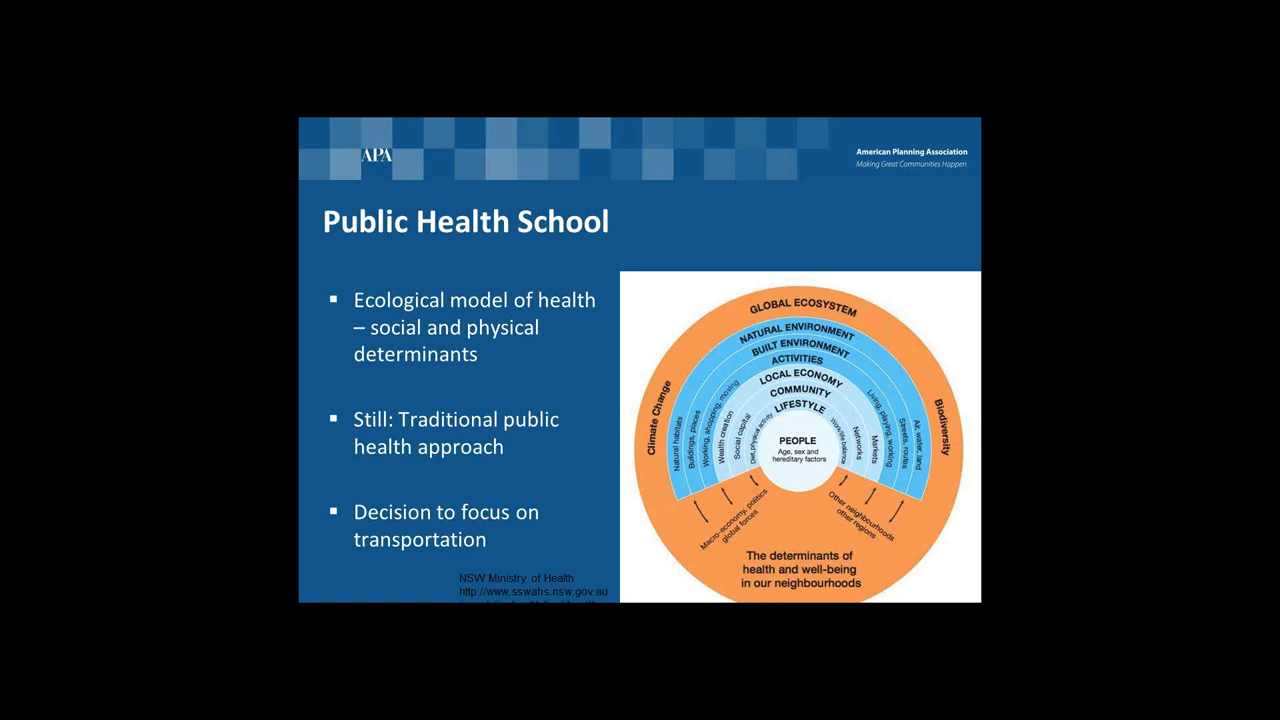 APA
American Planning Association
Making Great Communities Happen
Public Health School
Ecological model of health
– social and physical
determinants
Still: Traditional public
health approach
Decision to focus on
transportation
NSW Ministry of Health
http://www.sswahs.nsw.gov.au
GLOBAL ECOSYSTEM
NATURAL ENVIRONMENT
BUILT ENVIRONMENT
ACTIVITIES
LOCAL ECONOMY
COMMUNITY
LIFESTYLE
PEOPLE
Age, sex and
hereditary factors
Climate Change
Natural habitats
Buildings, places
Working, shopping, moving
Wealth creation
Social capital
Diet, physical activity
Work/life balance
Networks
Markets
Living, playing, working
Streets, routes
Air, water, land
Biodiversity
Macro-economy, politics
global forces
Other neighbourhoods
other regions
The determinants of
health and well-being
in our neighbourhoods